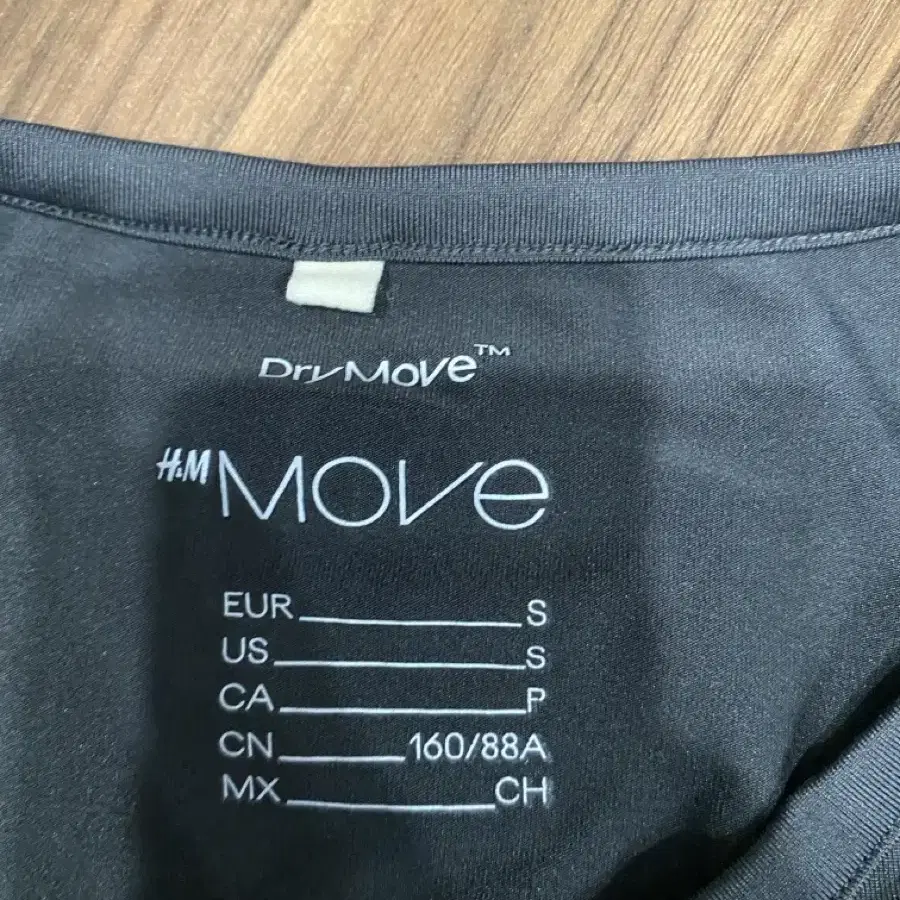 DryMove™
H&M MOVE
EUR S
US S
CA P
CN 160/88A
MX CH